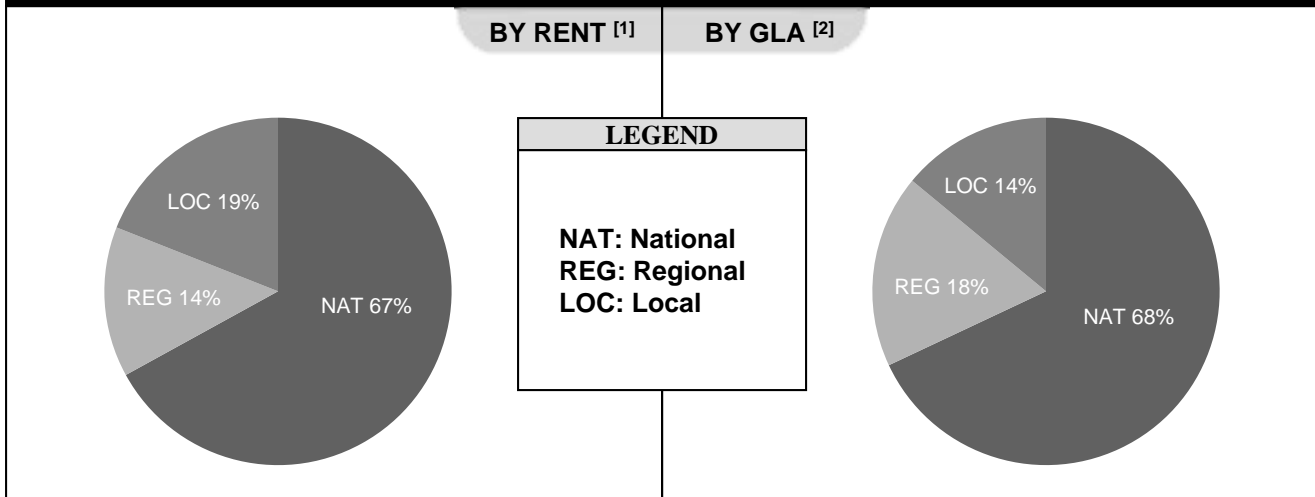 BY RENT [1]
BY GLA [2]
LOC 19%
REG 14%
NAT 67%
LEGEND
NAT: National
REG: Regional
LOC: Local
LOC 14%
REG 18%
NAT 68%